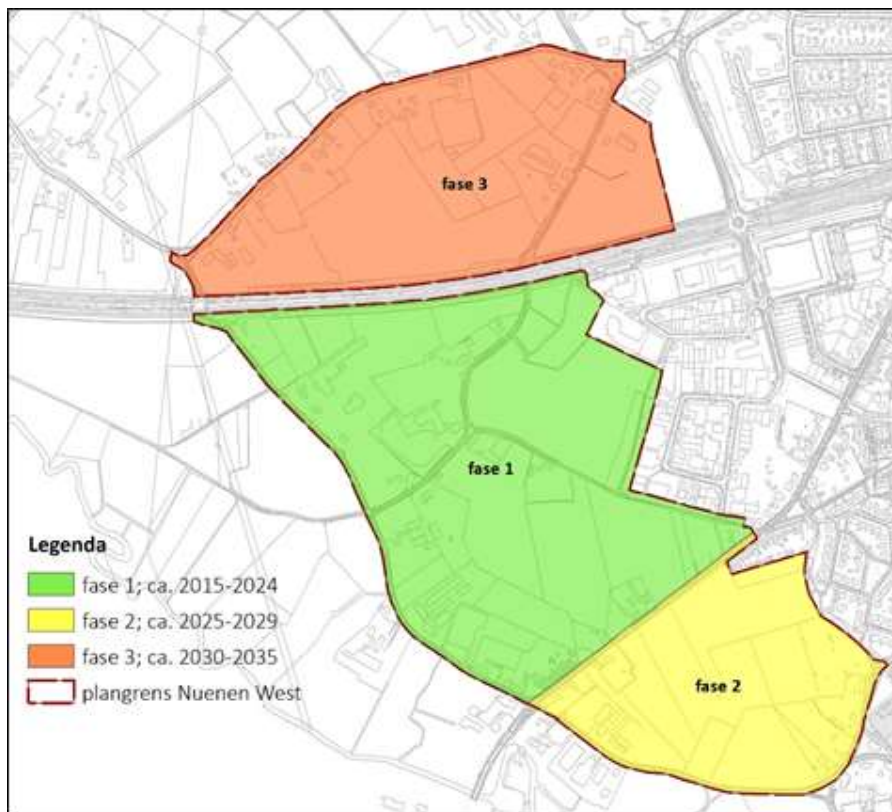 fase 3
fase 1
fase 2
Legenda
fase 1; ca. 2015-2024
fase 2; ca. 2025-2029
fase 3; ca. 2030-2035
plangrens Nuenen West